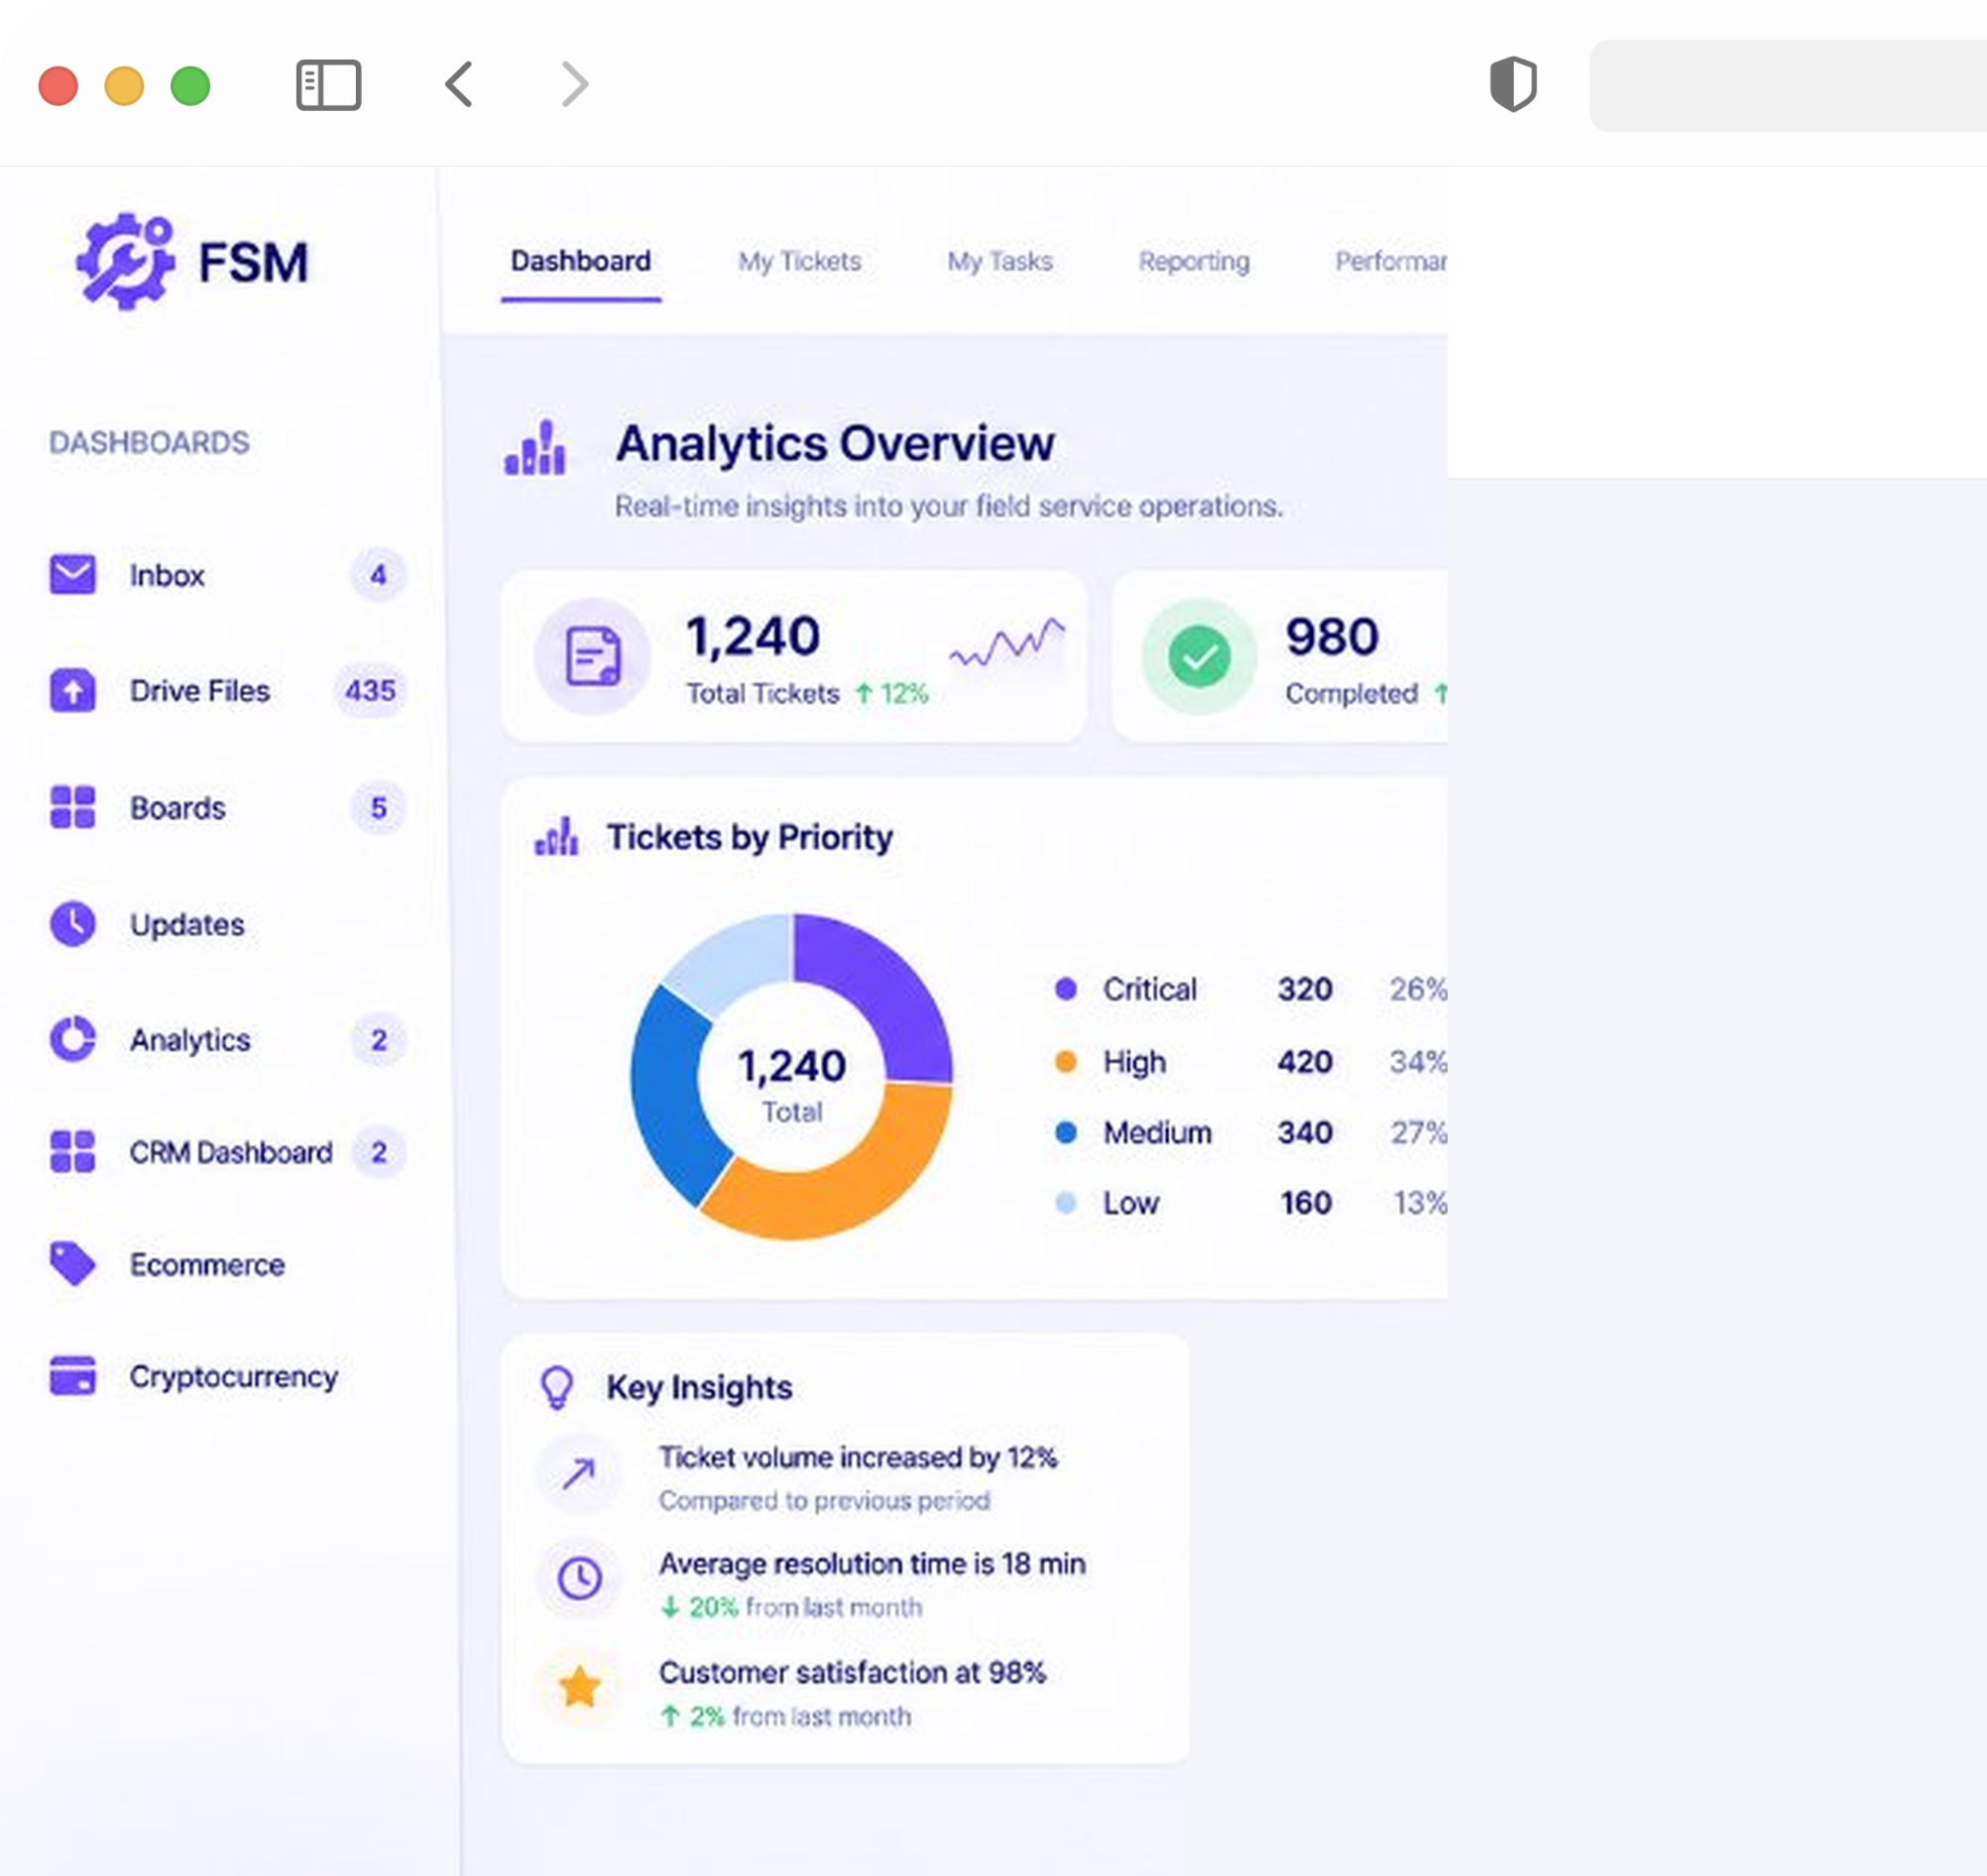 FSM
Dashboard My Tickets My Tasks Reporting Performan
DASHBOARDS
Inbox 4
Drive Files 435
Boards 5
Updates
Analytics 2
CRM Dashboard 2
Ecommerce
Cryptocurrency
Analytics Overview
Real-time insights into your field service operations.
1,240
Total Tickets ↑ 12%
980
Completed ↑
Tickets by Priority
1,240
Total
Critical 320 26%
High 420 34%
Medium 340 27%
Low 160 13%
Key Insights
Ticket volume increased by 12%
Compared to previous period
Average resolution time is 18 min
↓ 20% from last month
Customer satisfaction at 98%
↑ 2% from last month